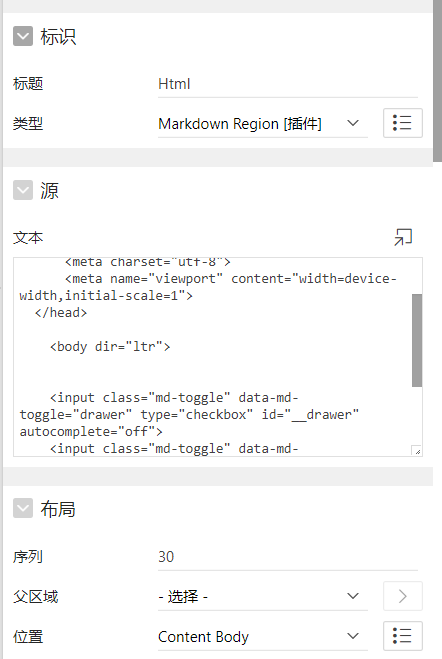 标识
标题 Html
类型 Markdown Region [插件]
源
文本
<meta charset="utf-8">
<meta name="viewport" content="width=device-
width,initial-scale=1">
</head>
<body dir="ltr">
<input class="md-toggle" data-md-
toggle="drawer" type="checkbox" id="__drawer"
autocomplete="off">
<input class="md-toggle" data-md-
布局
序列 30
父区域 - 选择 -
位置 Content Body